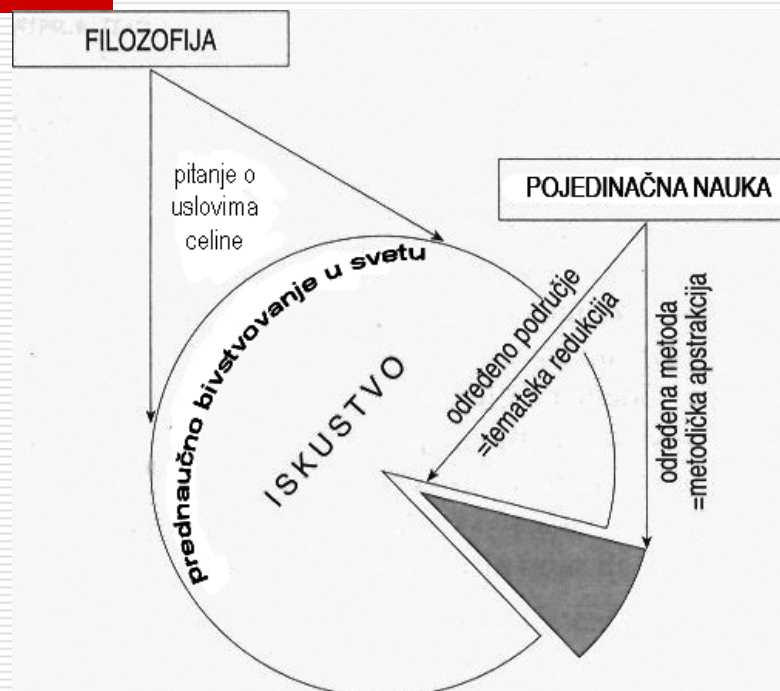 FILOZOFIJA
pitanje o
uslovima
celine
POJEDINAČNA NAUKA
prednaučno bivstvovanje u svetu
ISKUSTVO
određeno područje
=tematska redukcija
određena metoda
=metodička apstrakcija